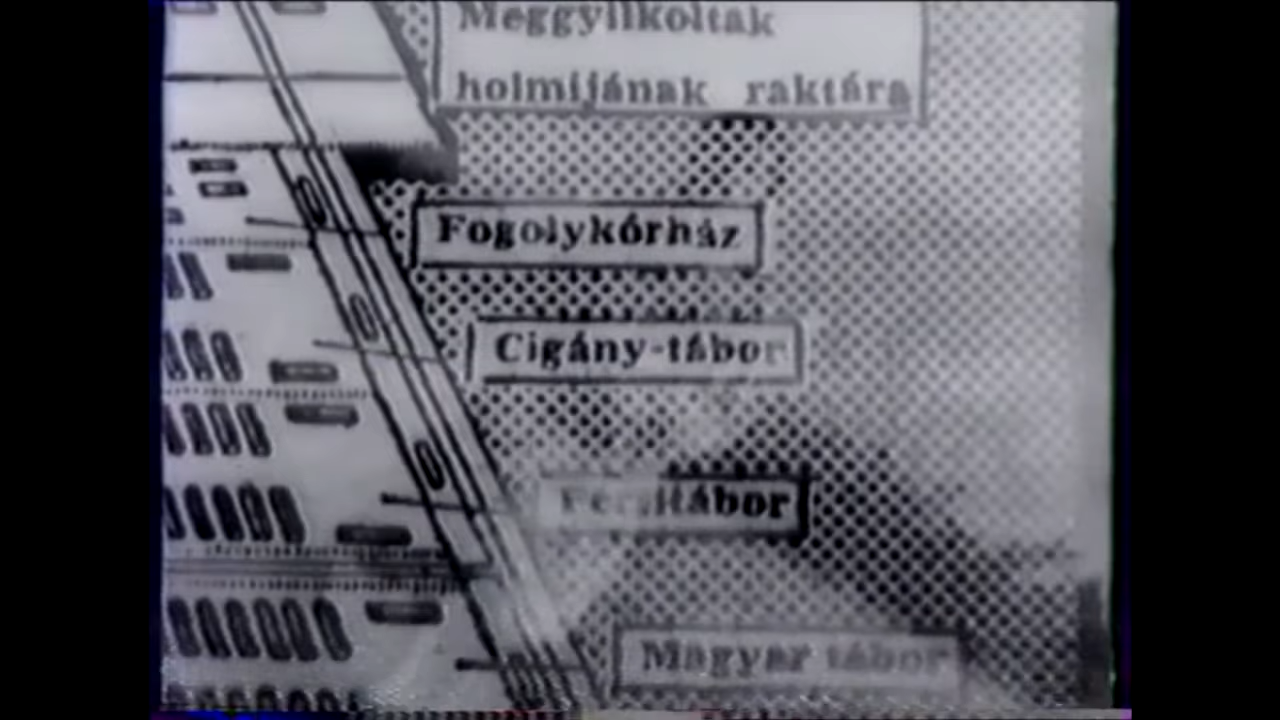 Meggyilkoltak
holmijának raktára
Fogolykórház
Cigány-tábor
Férfitábor
Magyar tábor